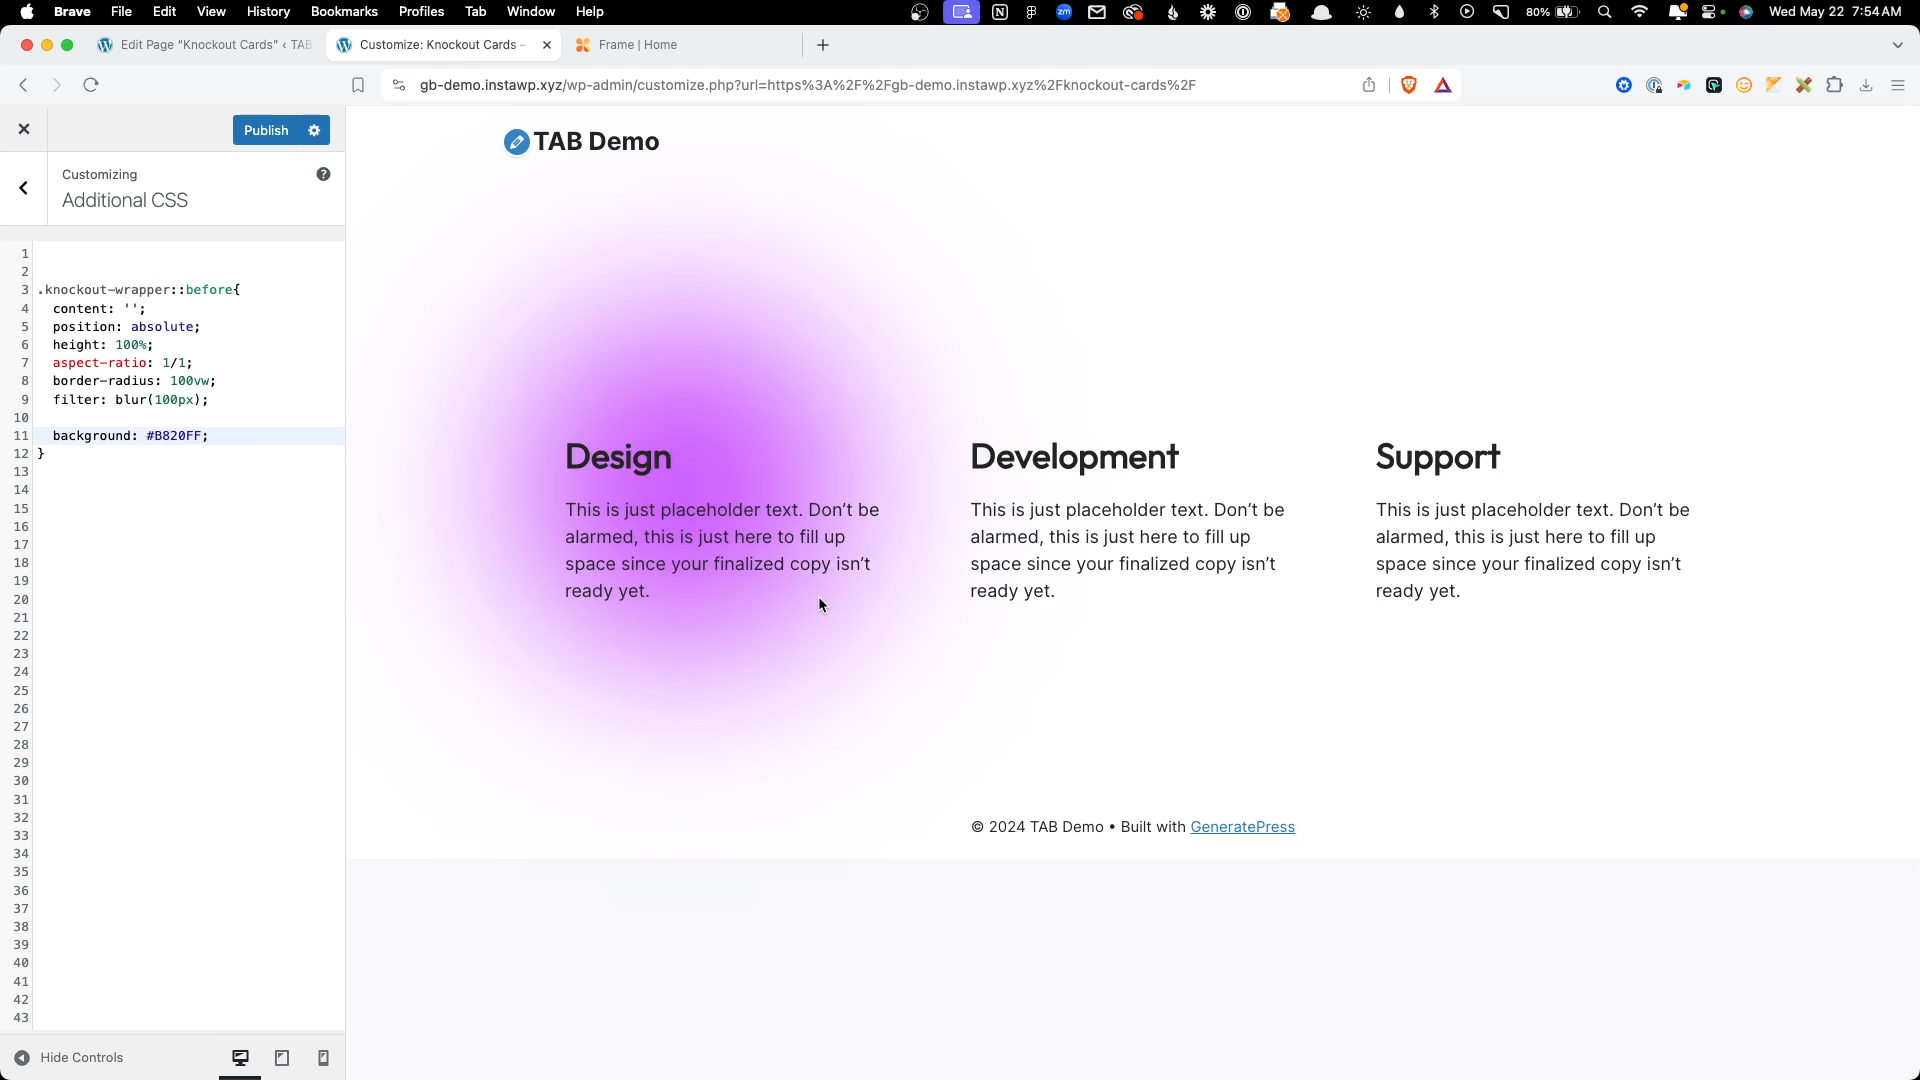 Brave File Edit View History Bookmarks Profiles Tab Window Help 80% Wed May 22 7:54 AM
Edit Page “Knockout Cards” ‹ TAB
Customize: Knockout Cards –
Frame | Home
gb-demo.instawp.xyz/wp-admin/customize.php?url=https%3A%2F%2Fgb-demo.instawp.xyz%2Fknockout-cards%2F
Publish
Customizing
Additional CSS
1
2
3 .knockout-wrapper::before{
4 content: '';
5 position: absolute;
6 height: 100%;
7 aspect-ratio: 1/1;
8 border-radius: 100vw;
9 filter: blur(100px);
10
11 background: #B820FF;
12 }
13
14
15
16
17
18
19
20
21
22
23
24
25
26
27
28
29
30
31
32
33
34
35
36
37
38
39
40
41
42
43
Hide Controls
TAB Demo
Design
This is just placeholder text. Don’t be
alarmed, this is just here to fill up
space since your finalized copy isn’t
ready yet.
Development
This is just placeholder text. Don’t be
alarmed, this is just here to fill up
space since your finalized copy isn’t
ready yet.
Support
This is just placeholder text. Don’t be
alarmed, this is just here to fill up
space since your finalized copy isn’t
ready yet.
© 2024 TAB Demo • Built with GeneratePress